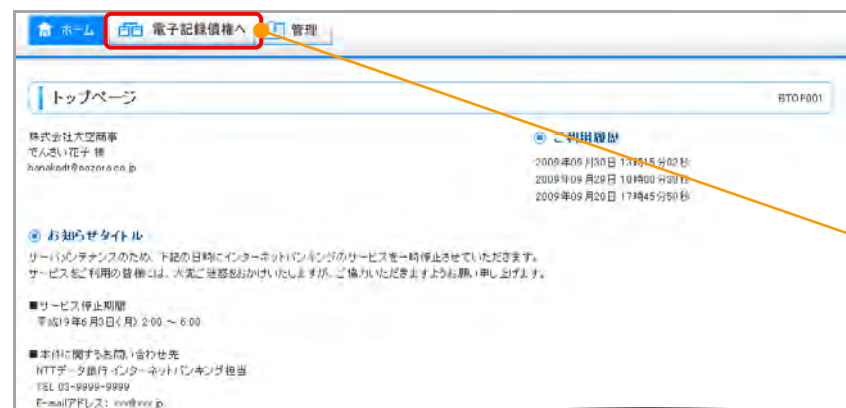 ホーム 電子記録債権へ 管理
トップページ
BTOP001
株式会社大空商事
でんさい花子 様
ご利用履歴
2009年09月30日 13時15分02秒
2009年09月29日 10時00分30秒
2009年09月20日 17時45分50秒
お知らせタイトル
サーバメンテナンスのため、下記の日時にインターネットバンキングのサービスを一時停止させていただきます。
サービスをご利用の皆様には、大変ご迷惑をおかけいたしますが、ご協力いただきますようお願い申し上げます。
■サービス停止期間
平成19年6月3日(月) 2:00 ～ 6:00
■本件に関するお問い合わせ先
NTTデータ銀行 インターネットバンキング担当
TEL 03-9999-9999
E-mailアドレス: